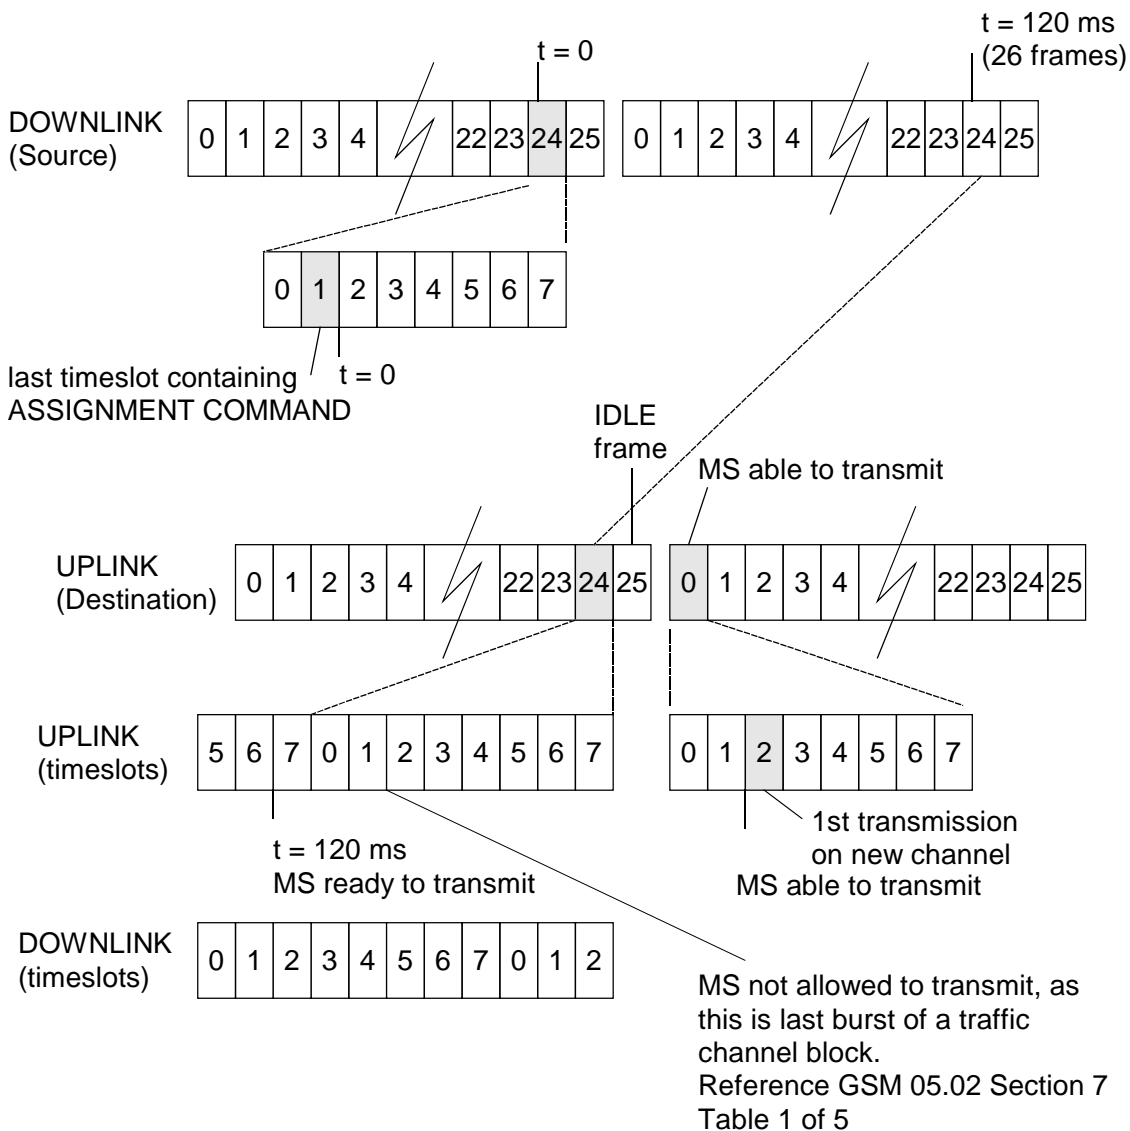 t = 120 ms
(26 frames)
t = 0
DOWNLINK
(Source)
0 1 2 3 4 22 23 24 25
0 1 2 3 4 22 23 24 25
0 1 2 3 4 5 6 7
last timeslot containing
ASSIGNMENT COMMAND
t = 0
IDLE
frame
MS able to transmit
UPLINK
(Destination)
0 1 2 3 4 22 23 24 25
0 1 2 3 4 22 23 24 25
UPLINK
(timeslots)
5 6 7 0 1 2 3 4 5 6 7
0 1 2 3 4 5 6 7
t = 120 ms
MS ready to transmit
1st transmission
on new channel
MS able to transmit
DOWNLINK
(timeslots)
0 1 2 3 4 5 6 7 0 1 2
MS not allowed to transmit, as
this is last burst of a traffic
channel block.
Reference GSM 05.02 Section 7
Table 1 of 5